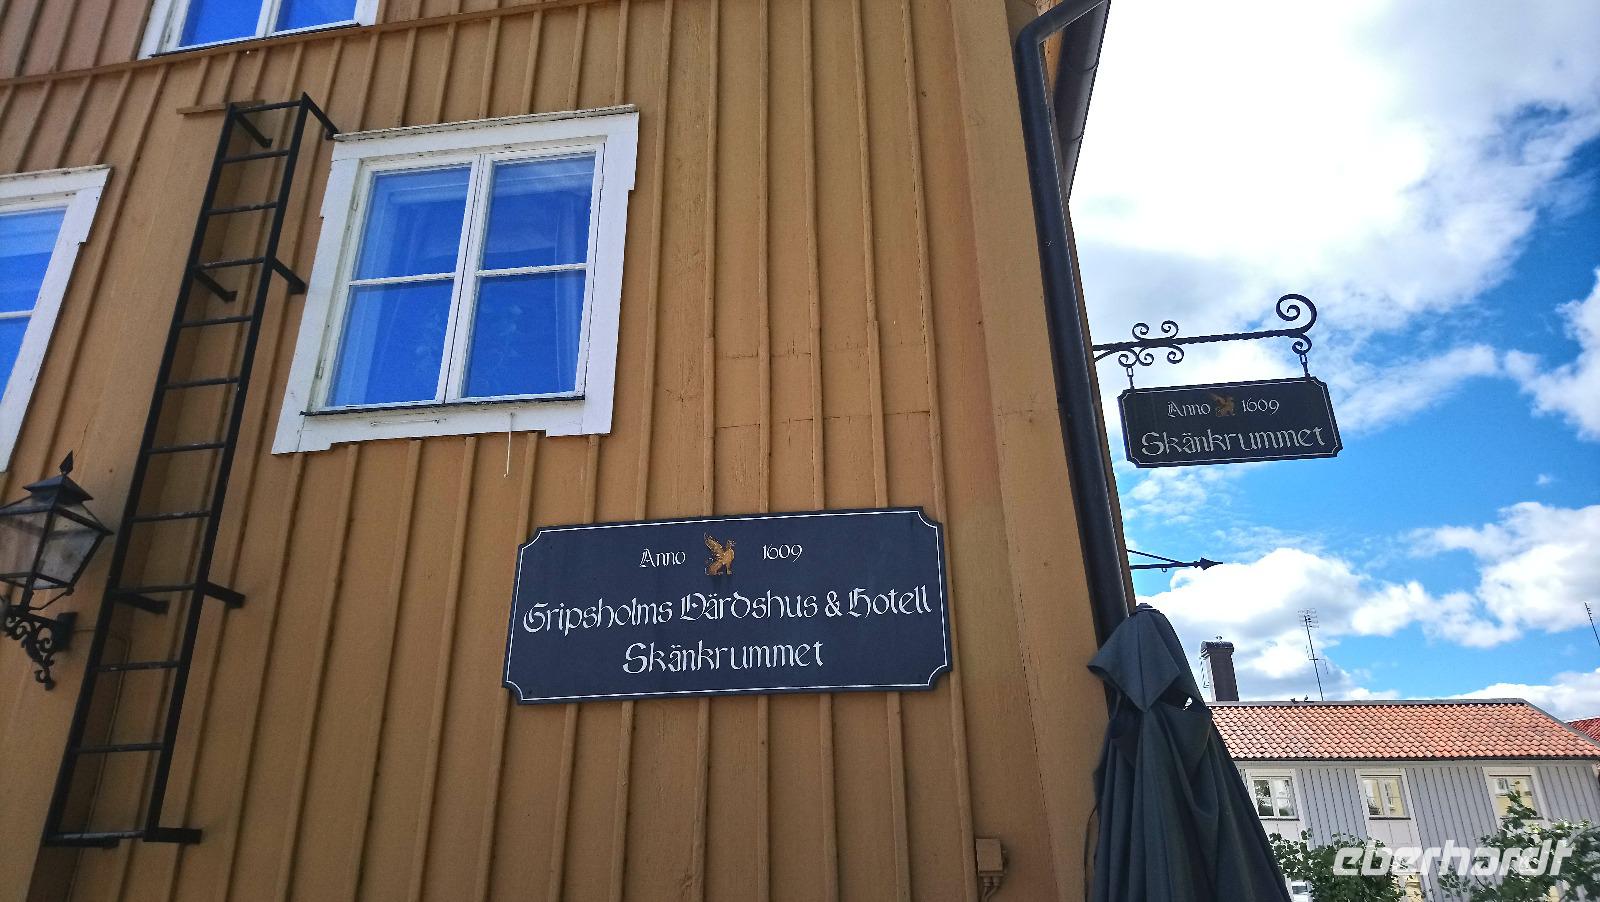 Anno 1609
Gripsholms Värdshus & Hotell
Skänkrummet
Anno 1609
Skänkrummet
eberhardt